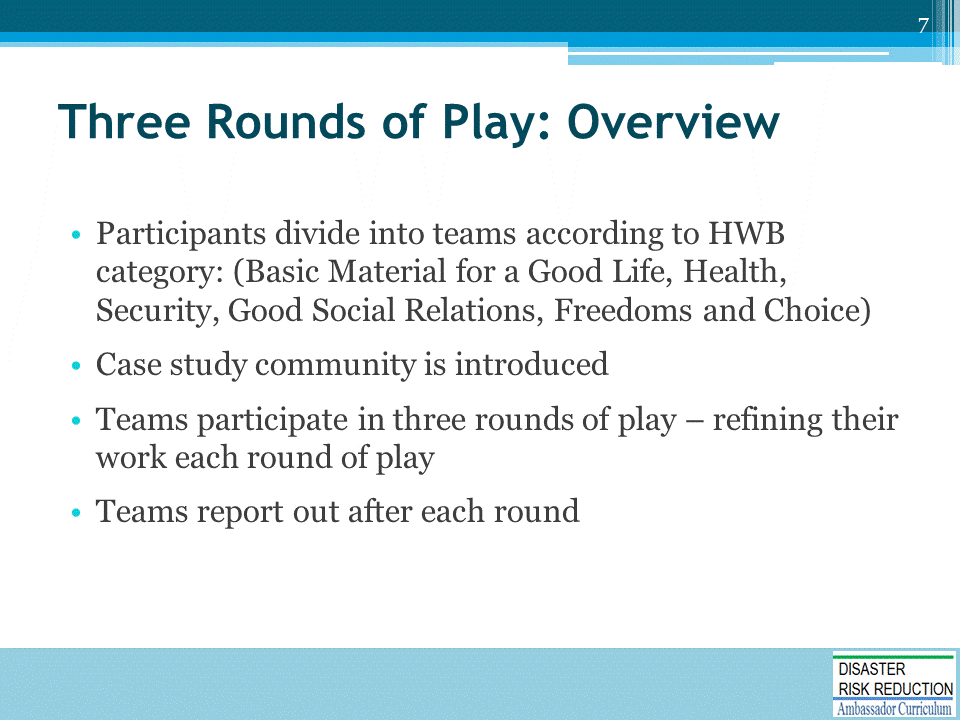 7
Three Rounds of Play: Overview
• Participants divide into teams according to HWB
category: (Basic Material for a Good Life, Health,
Security, Good Social Relations, Freedoms and Choice)
• Case study community is introduced
• Teams participate in three rounds of play – refining their
work each round of play
• Teams report out after each round
DISASTER
RISK REDUCTION
Ambassador Curriculum